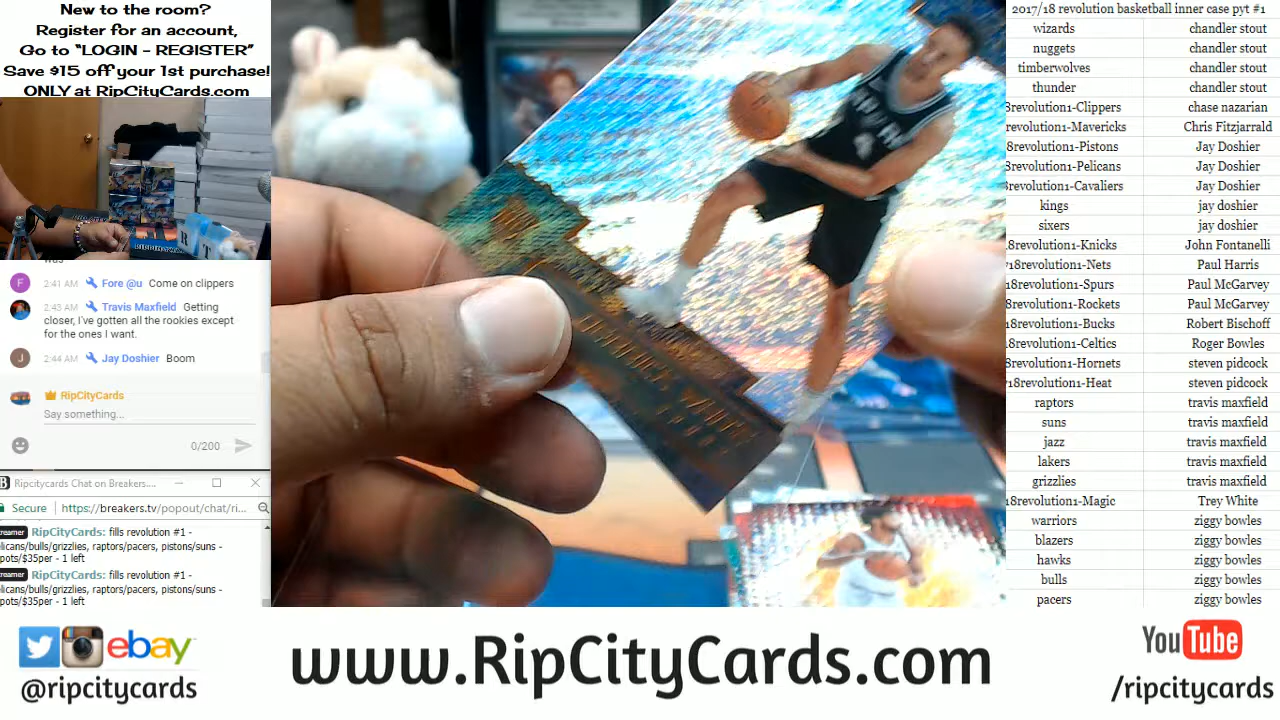 New to the room?
Register for an account,
Go to “LOGIN - REGISTER”
Save $15 off your 1st purchase!
ONLY at RipCityCards.com
2:41 AM Fore @u Come on clippers
2:43 AM Travis Maxfield Getting
closer, I've gotten all the rookies except
for the ones I want.
2:44 AM Jay Doshier Boom
RipCityCards
Say something...
0/200
Ripcitycards Chat on Breakers....
Secure https://breakers.tv/popout/chat/ri...
RipCityCards: fills revolution #1 -
licans/bulls/grizzlies, raptors/pacers, pistons/suns -
pots/$35per - 1 left
RipCityCards: fills revolution #1 -
licans/bulls/grizzlies, raptors/pacers, pistons/suns -
pots/$35per - 1 left
2017/18 revolution basketball inner case pyt #1
wizards chandler stout
nuggets chandler stout
timberwolves chandler stout
thunder chandler stout
8revolution1-Clippers chase nazarian
revolution1-Mavericks Chris Fitzjarrald
18revolution1-Pistons Jay Doshier
18revolution1-Pelicans Jay Doshier
8revolution1-Cavaliers Jay Doshier
kings jay doshier
sixers jay doshier
18revolution1-Knicks John Fontanelli
18revolution1-Nets Paul Harris
18revolution1-Spurs Paul McGarvey
18revolution1-Rockets Paul McGarvey
18revolution1-Bucks Robert Bischoff
18revolution1-Celtics Roger Bowles
8revolution1-Hornets steven pidcock
18revolution1-Heat steven pidcock
raptors travis maxfield
suns travis maxfield
jazz travis maxfield
lakers travis maxfield
grizzlies travis maxfield
18revolution1-Magic Trey White
warriors ziggy bowles
blazers ziggy bowles
hawks ziggy bowles
bulls ziggy bowles
pacers ziggy bowles
ebay
@ripcitycards
www.RipCityCards.com
YouTube
/ripcitycards